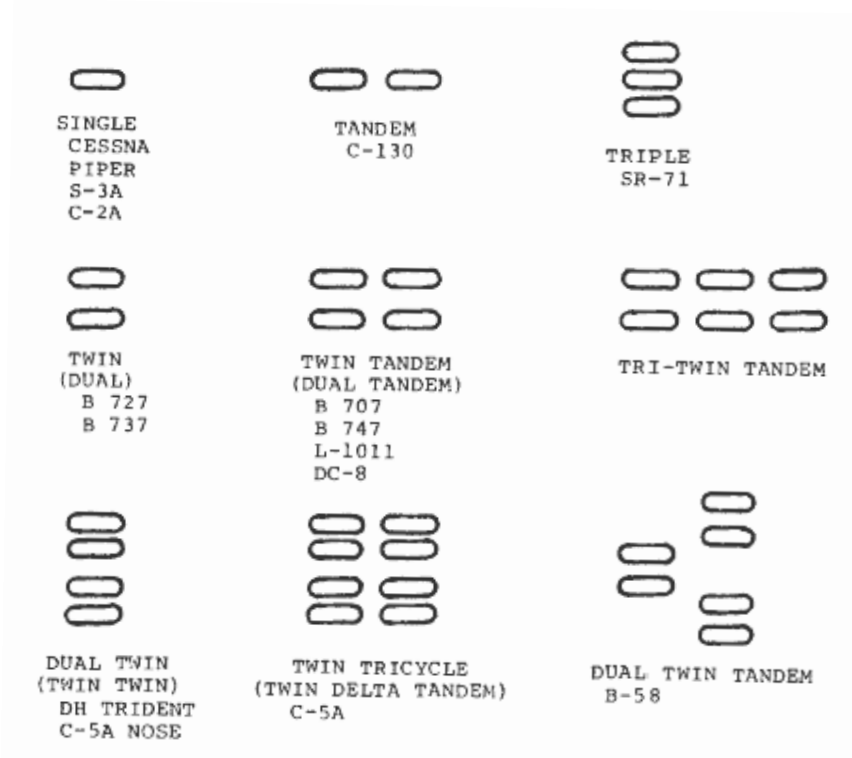 SINGLE
CESSNA
PIPER
S-3A
C-2A
TANDEM
C-130
TRIPLE
SR-71
TWIN
(DUAL)
B 727
B 737
TWIN TANDEM
(DUAL TANDEM)
B 707
B 747
L-1011
DC-8
TRI-TWIN TANDEM
DUAL TWIN
(TWIN TWIN)
DH TRIDENT
C-5A NOSE
TWIN TRICYCLE
(TWIN DELTA TANDEM)
C-5A
DUAL TWIN TANDEM
B-58